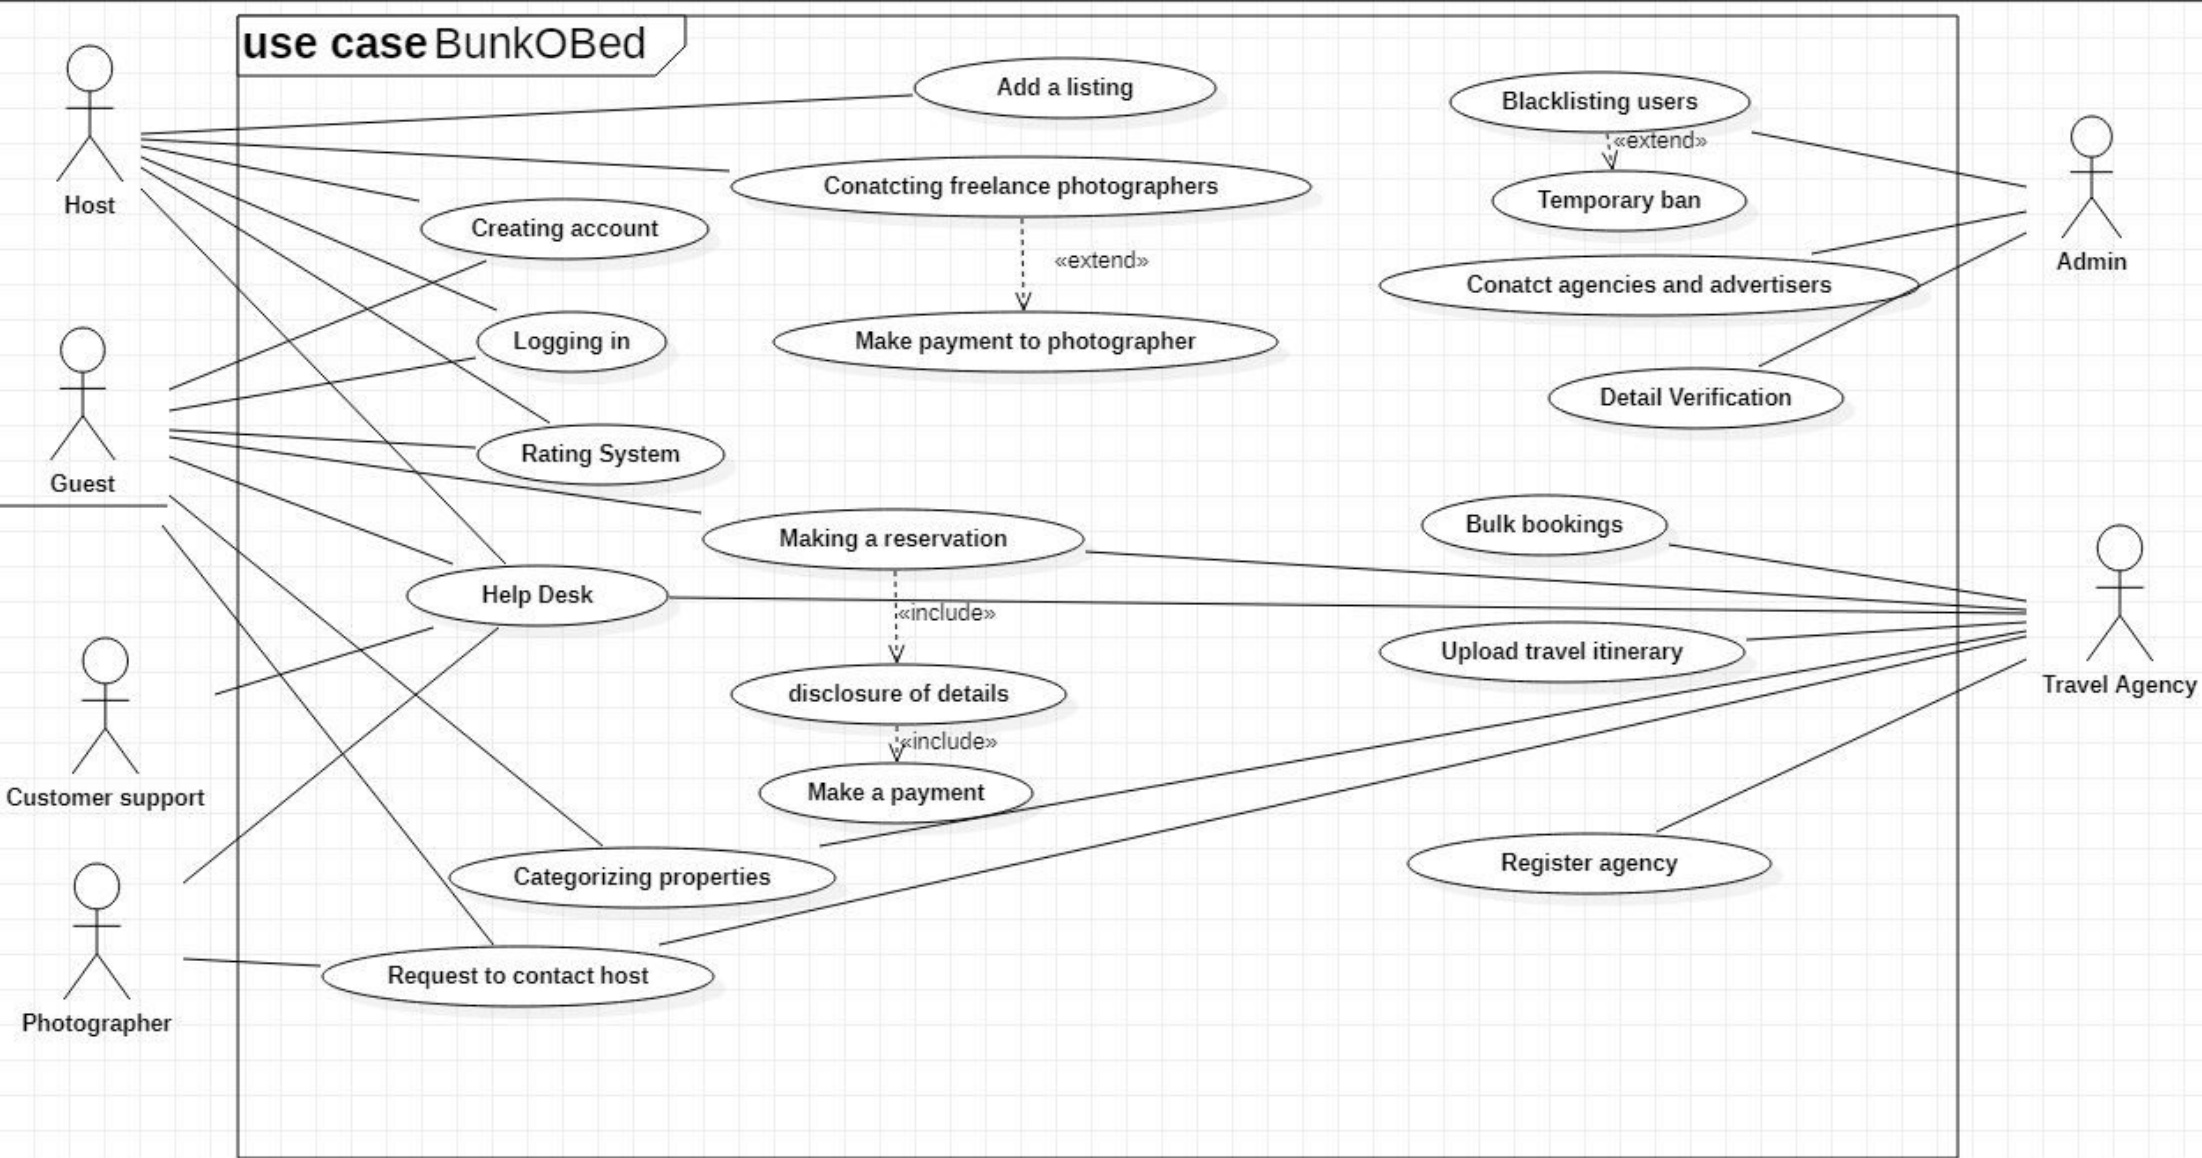 use case BunkOBed
Add a listing
Blacklisting users
«extend»
Conatcting freelance photographers
Temporary ban
Host
Creating account
«extend»
Admin
Conatct agencies and advertisers
Logging in
Make payment to photographer
Detail Verification
Rating System
Guest
Bulk bookings
Making a reservation
Help Desk
«include»
Upload travel itinerary
Travel Agency
disclosure of details
«include»
Make a payment
Customer support
Register agency
Categorizing properties
Request to contact host
Photographer